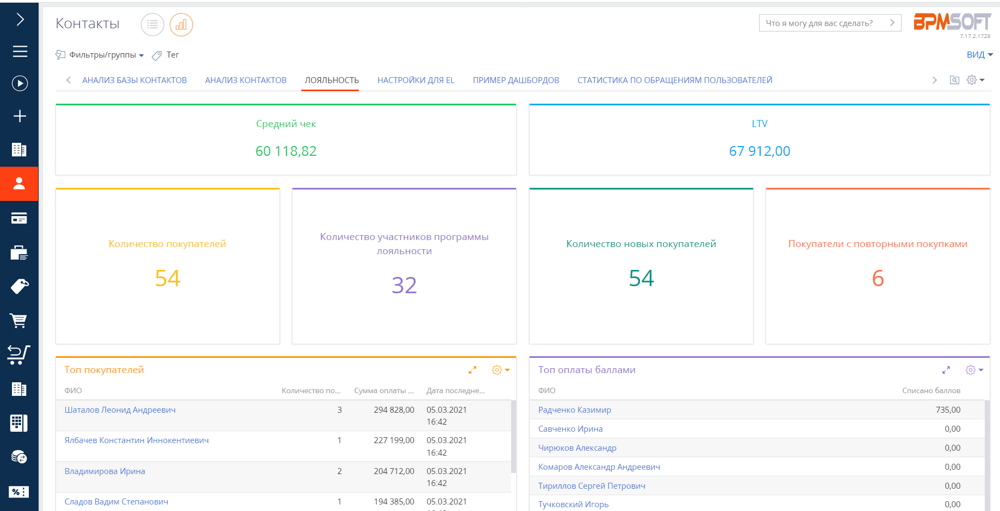 Контакты
Что я могу для вас сделать?
BPMSOFT
7.17.2.1728
Фильтры/группы
Тег
ВИД
АНАЛИЗ БАЗЫ КОНТАКТОВ
АНАЛИЗ КОНТАКТОВ
ЛОЯЛЬНОСТЬ
НАСТРОЙКИ ДЛЯ EL
ПРИМЕР ДАШБОРДОВ
СТАТИСТИКА ПО ОБРАЩЕНИЯМ ПОЛЬЗОВАТЕЛЕЙ
Средний чек
60 118,82
LTV
67 912,00
Количество покупателей
54
Количество участников программы
лояльности
32
Количество новых покупателей
54
Покупатели с повторными покупками
6
Топ покупателей
ФИО Количество по... Сумма оплаты ... Дата последне...
Шаталов Леонид Андреевич 3 294 828,00 05.03.2021
16:42
Ялбачев Константин Иннокентиевич 1 227 199,00 05.03.2021
16:42
Владимирова Ирина 2 204 712,00 05.03.2021
16:42
Сладов Вадим Степанович 1 194 385,00 05.03.2021
Топ оплаты баллами
ФИО Списано баллов
Радченко Казимир 735,00
Савченко Ирина 0,00
Чирюков Александр 0,00
Комаров Александр Андреевич 0,00
Тириллов Сергей Петрович 0,00
Тучковский Игорь 0,00
%